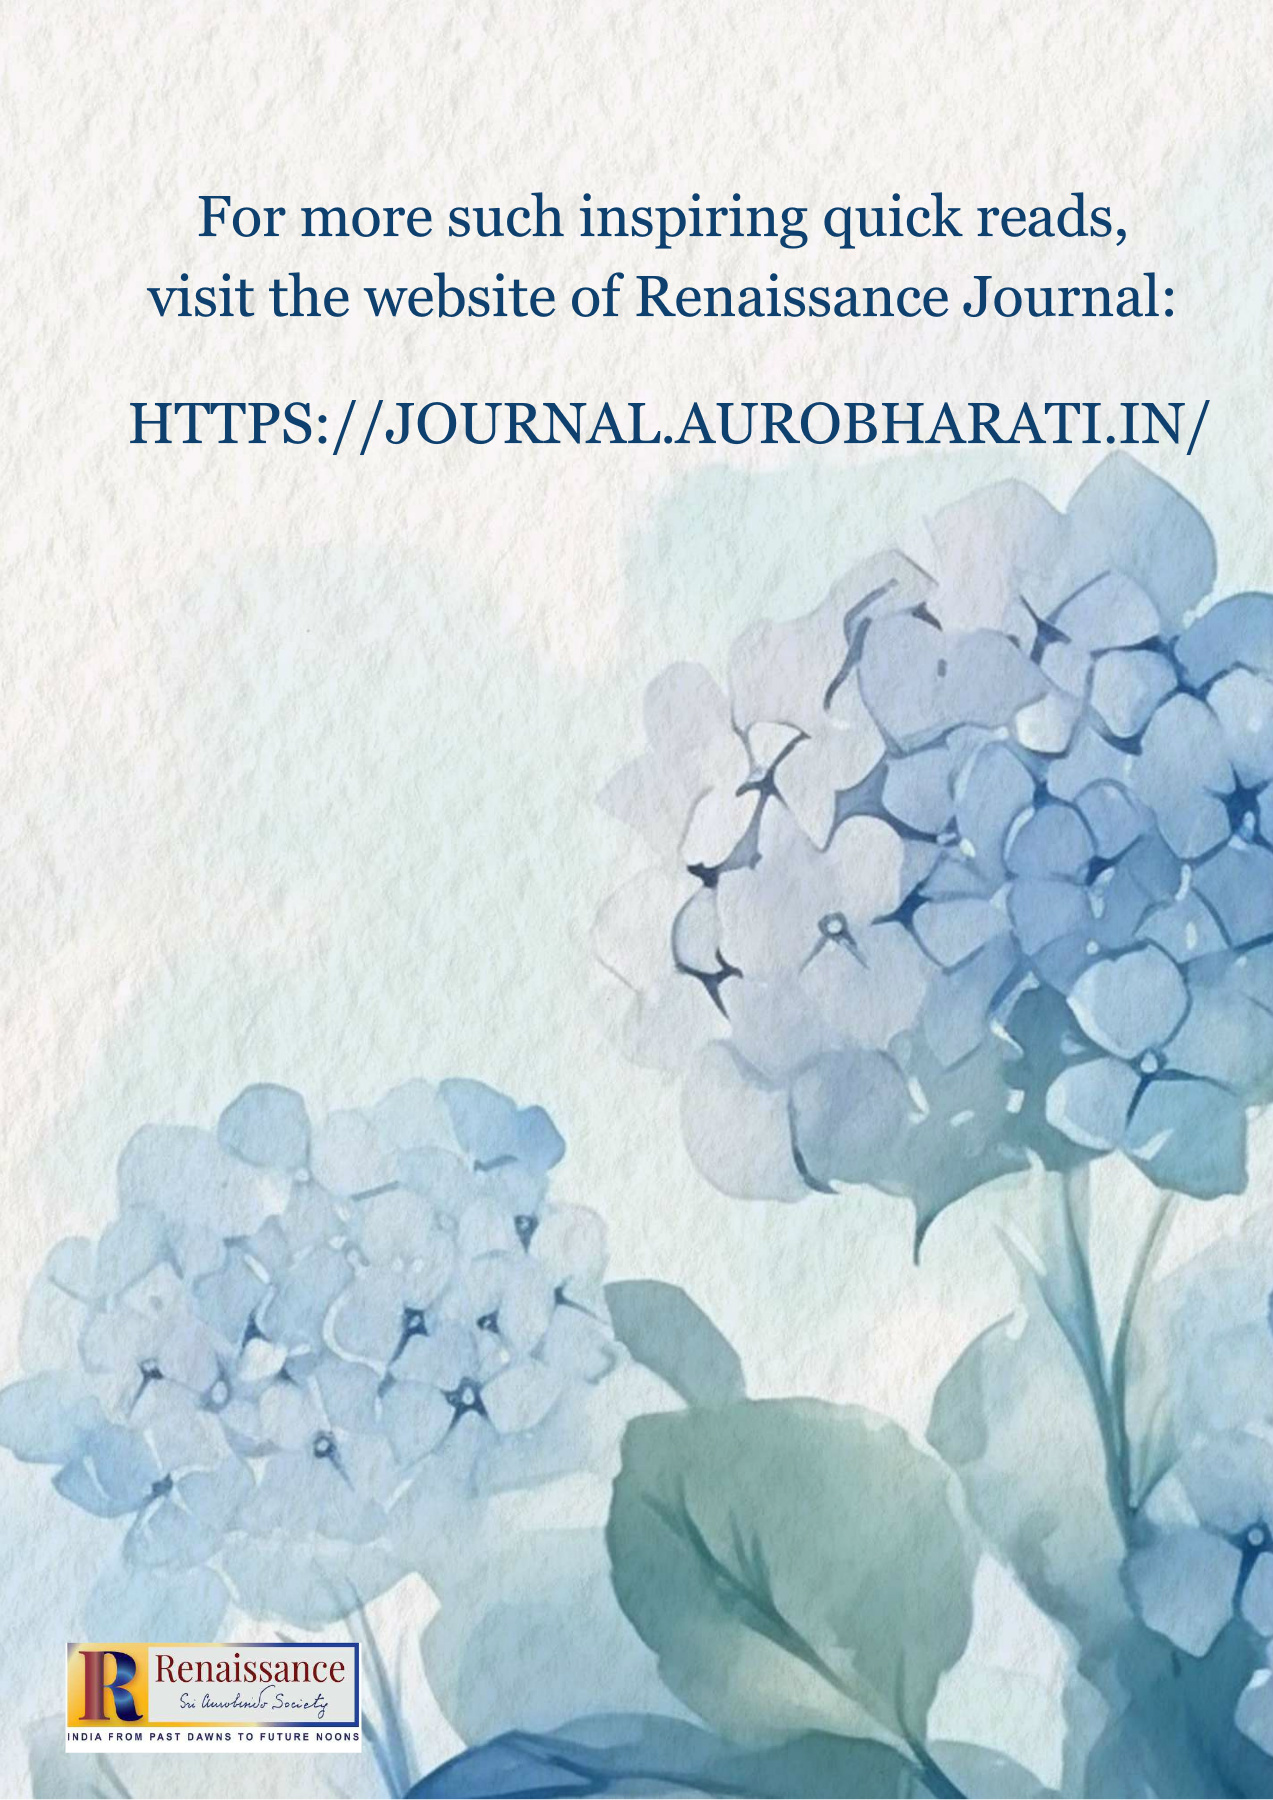 For more such inspiring quick reads,
visit the website of Renaissance Journal:
HTTPS://JOURNAL.AUROBHARATI.IN/
R Renaissance
Sri Aurobindo Society
INDIA FROM PAST DAWNS TO FUTURE NOONS